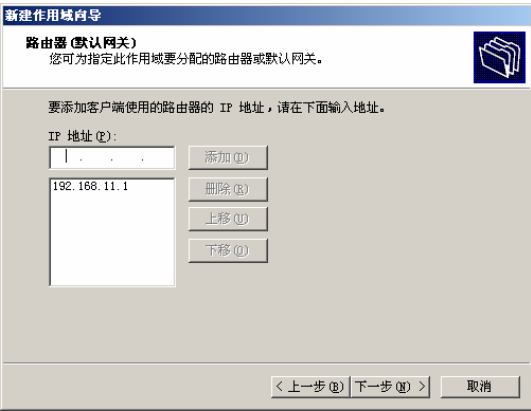 新建作用域向导
路由器(默认网关)
您可为指定此作用域要分配的路由器或默认网关。
要添加客户端使用的路由器的 IP 地址，请在下面输入地址。
IP 地址(P):
. . .
添加(D)
192.168.11.1
删除(R)
上移(U)
下移(O)
< 上一步(B) 下一步(N) > 取消